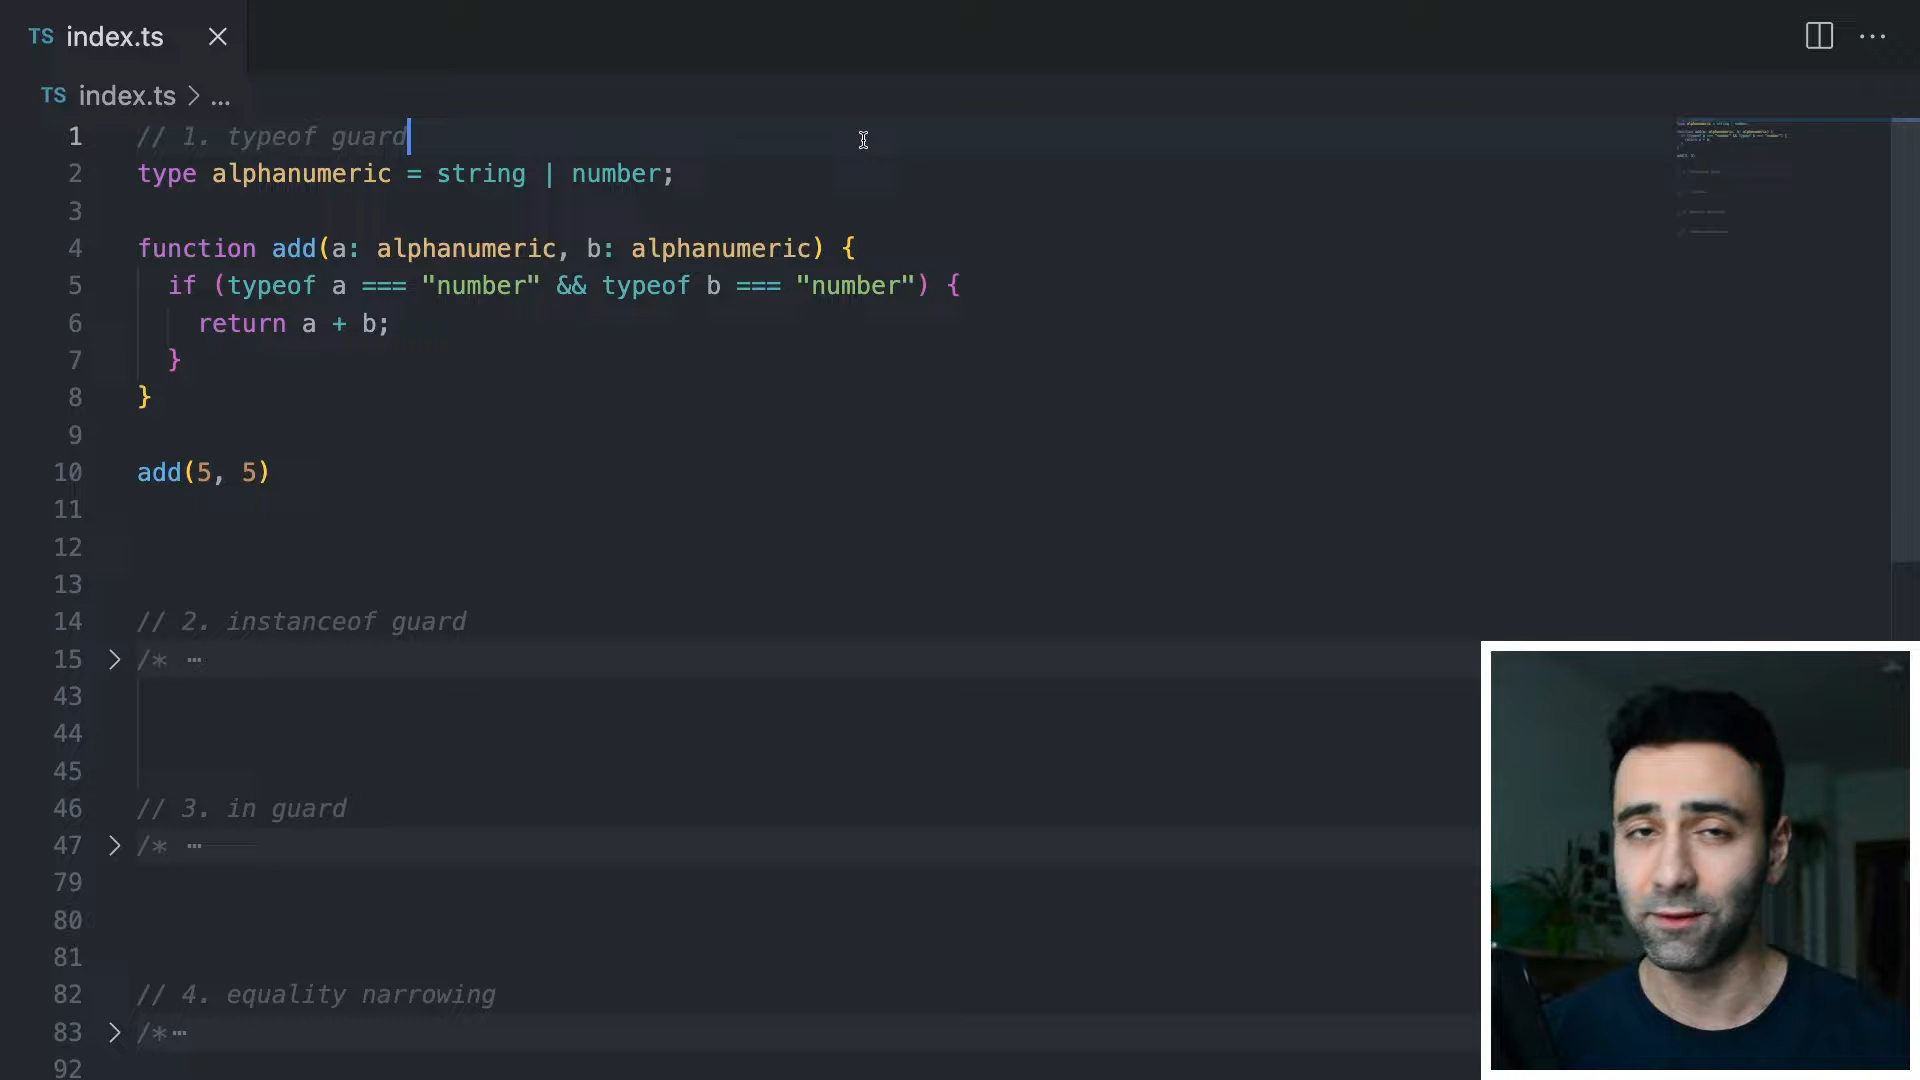 TS index.ts
TS index.ts > ...
1 // 1. typeof guard
2 type alphanumeric = string | number;
3
4 function add(a: alphanumeric, b: alphanumeric) {
5 if (typeof a === "number" && typeof b === "number") {
6 return a + b;
7 }
8 }
9
10 add(5, 5)
11
12
13
14 // 2. instanceof guard
15 /* …
43
44
45
46 // 3. in guard
47 /* …
79
80
81
82 // 4. equality narrowing
83 /*…
92